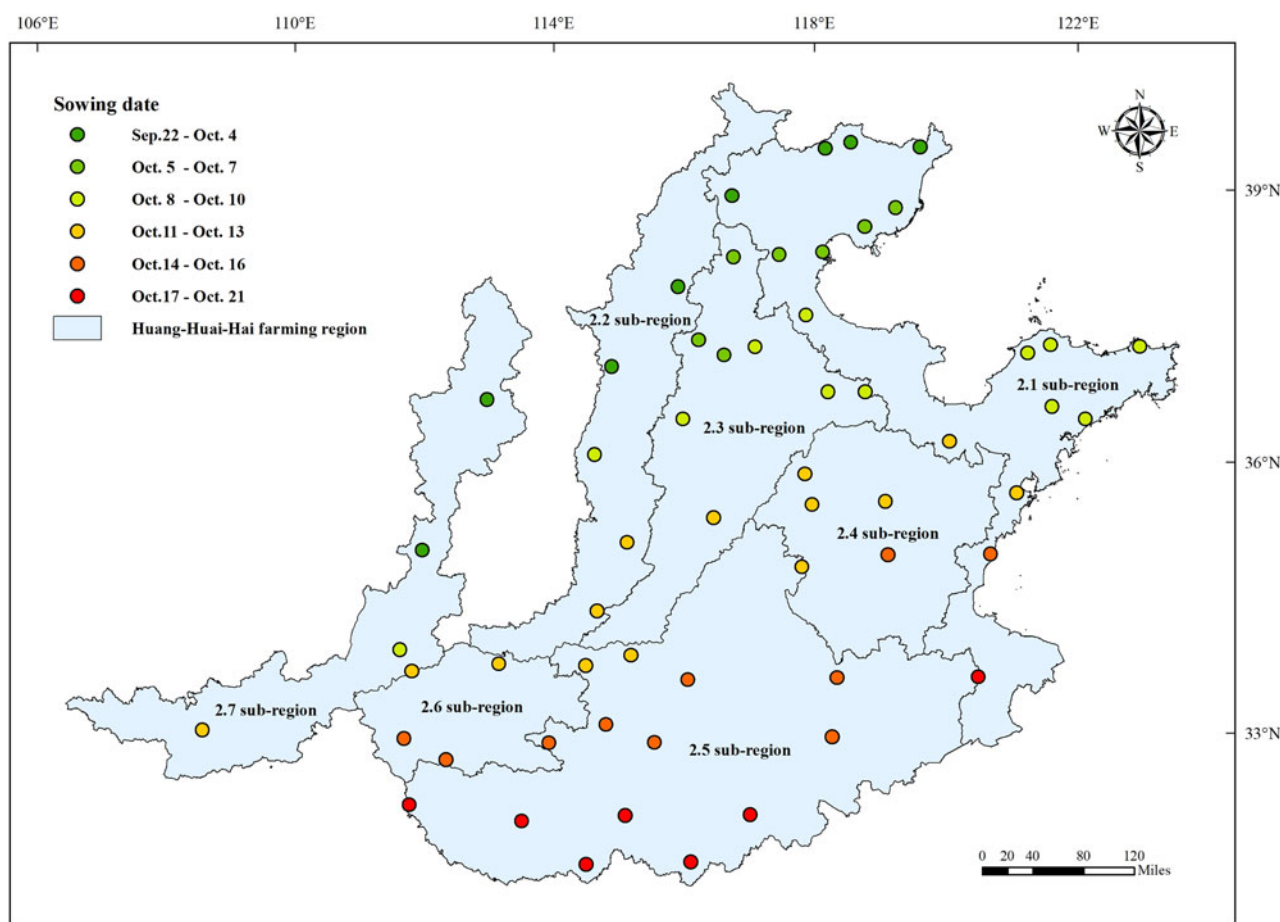 106°E 110°E 114°E 118°E 122°E
Sowing date
Sep.22 - Oct. 4
Oct. 5 - Oct. 7
Oct. 8 - Oct. 10
Oct.11 - Oct. 13
Oct.14 - Oct. 16
Oct.17 - Oct. 21
Huang-Huai-Hai farming region
N
W E
S
39°N
2.2 sub-region
2.1 sub-region
2.3 sub-region
36°N
2.4 sub-region
2.7 sub-region
2.6 sub-region
2.5 sub-region
33°N
0 20 40 80 120
Miles